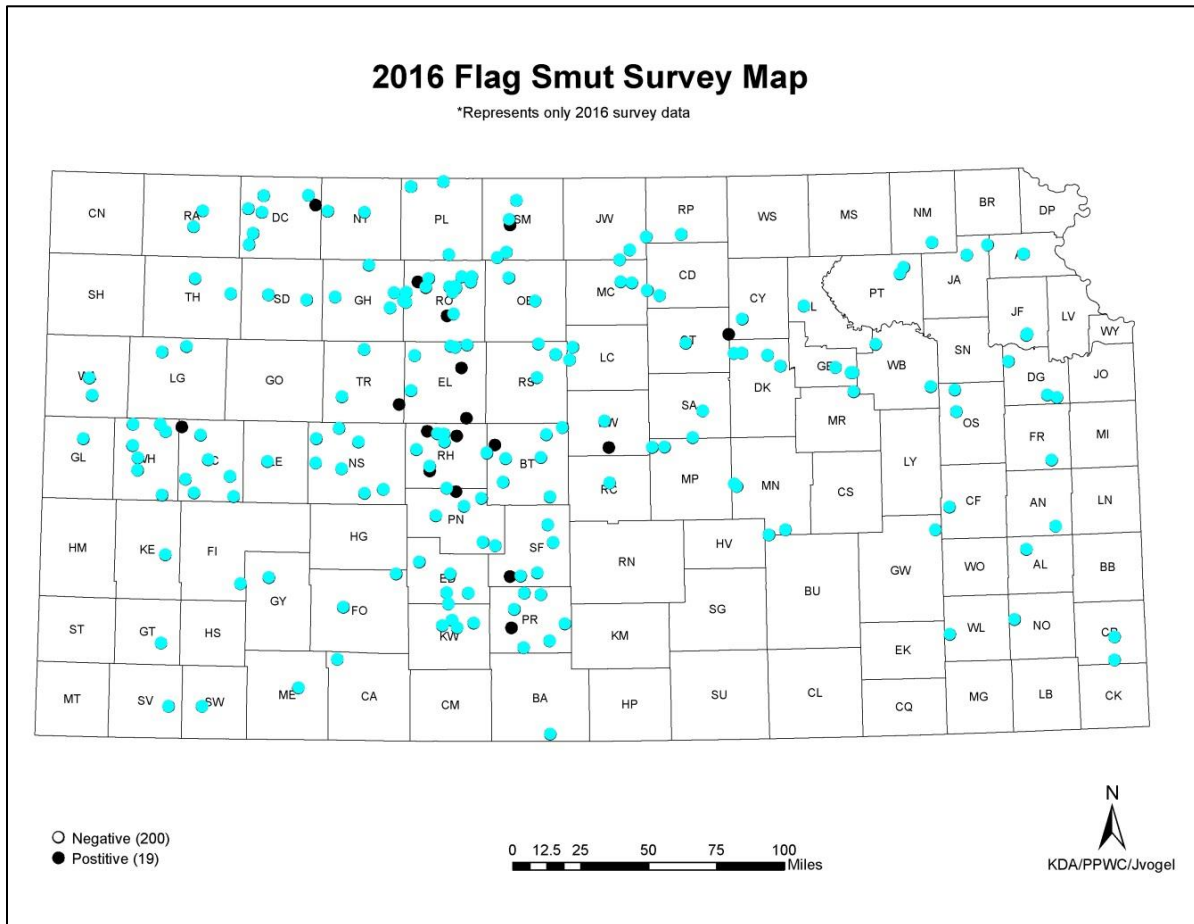 2016 Flag Smut Survey Map
*Represents only 2016 survey data
CN RA DC NT PL SM JW RP WS MS NM BR DP
SH TH SD GH RO OB MC CD CY PT JA JF LV WY
LG GO TR EL RS LC DK GE WB SN DG JO
GL WH NS RH BT RC SA MP MN MR CS LY OS FR MI
HM KE FI HG PN SF RN HV CF AN LN
GY FO ED BU GW WO AL BB
ST GT HS KW PR KM SG EK WL NO CR
MT SV SW ME CA CM BA HP SU CL CQ MG LB CK
Negative (200)
Postitive (19)
0 12.5 25 50 75 100
Miles
N
KDA/PPWC/Jvogel